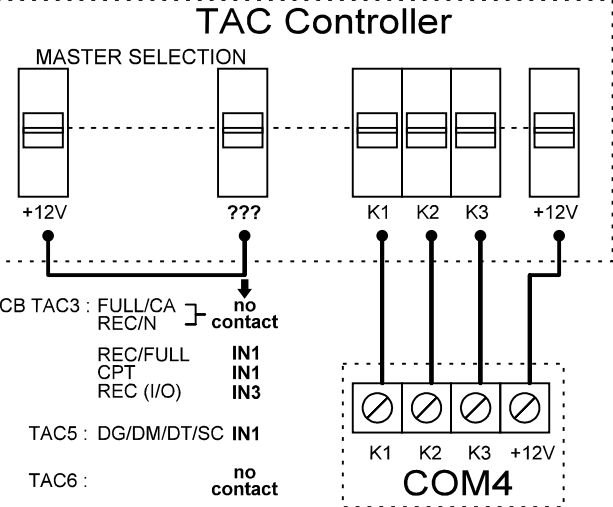 TAC Controller
MASTER SELECTION
+12V ??? K1 K2 K3 +12V
CB TAC3 : FULL/CA no
REC/N contact
REC/FULL IN1
CPT IN1
REC (I/O) IN3
TAC5 : DG/DM/DT/SC IN1
TAC6 : no
contact
K1 K2 K3 +12V
COM4